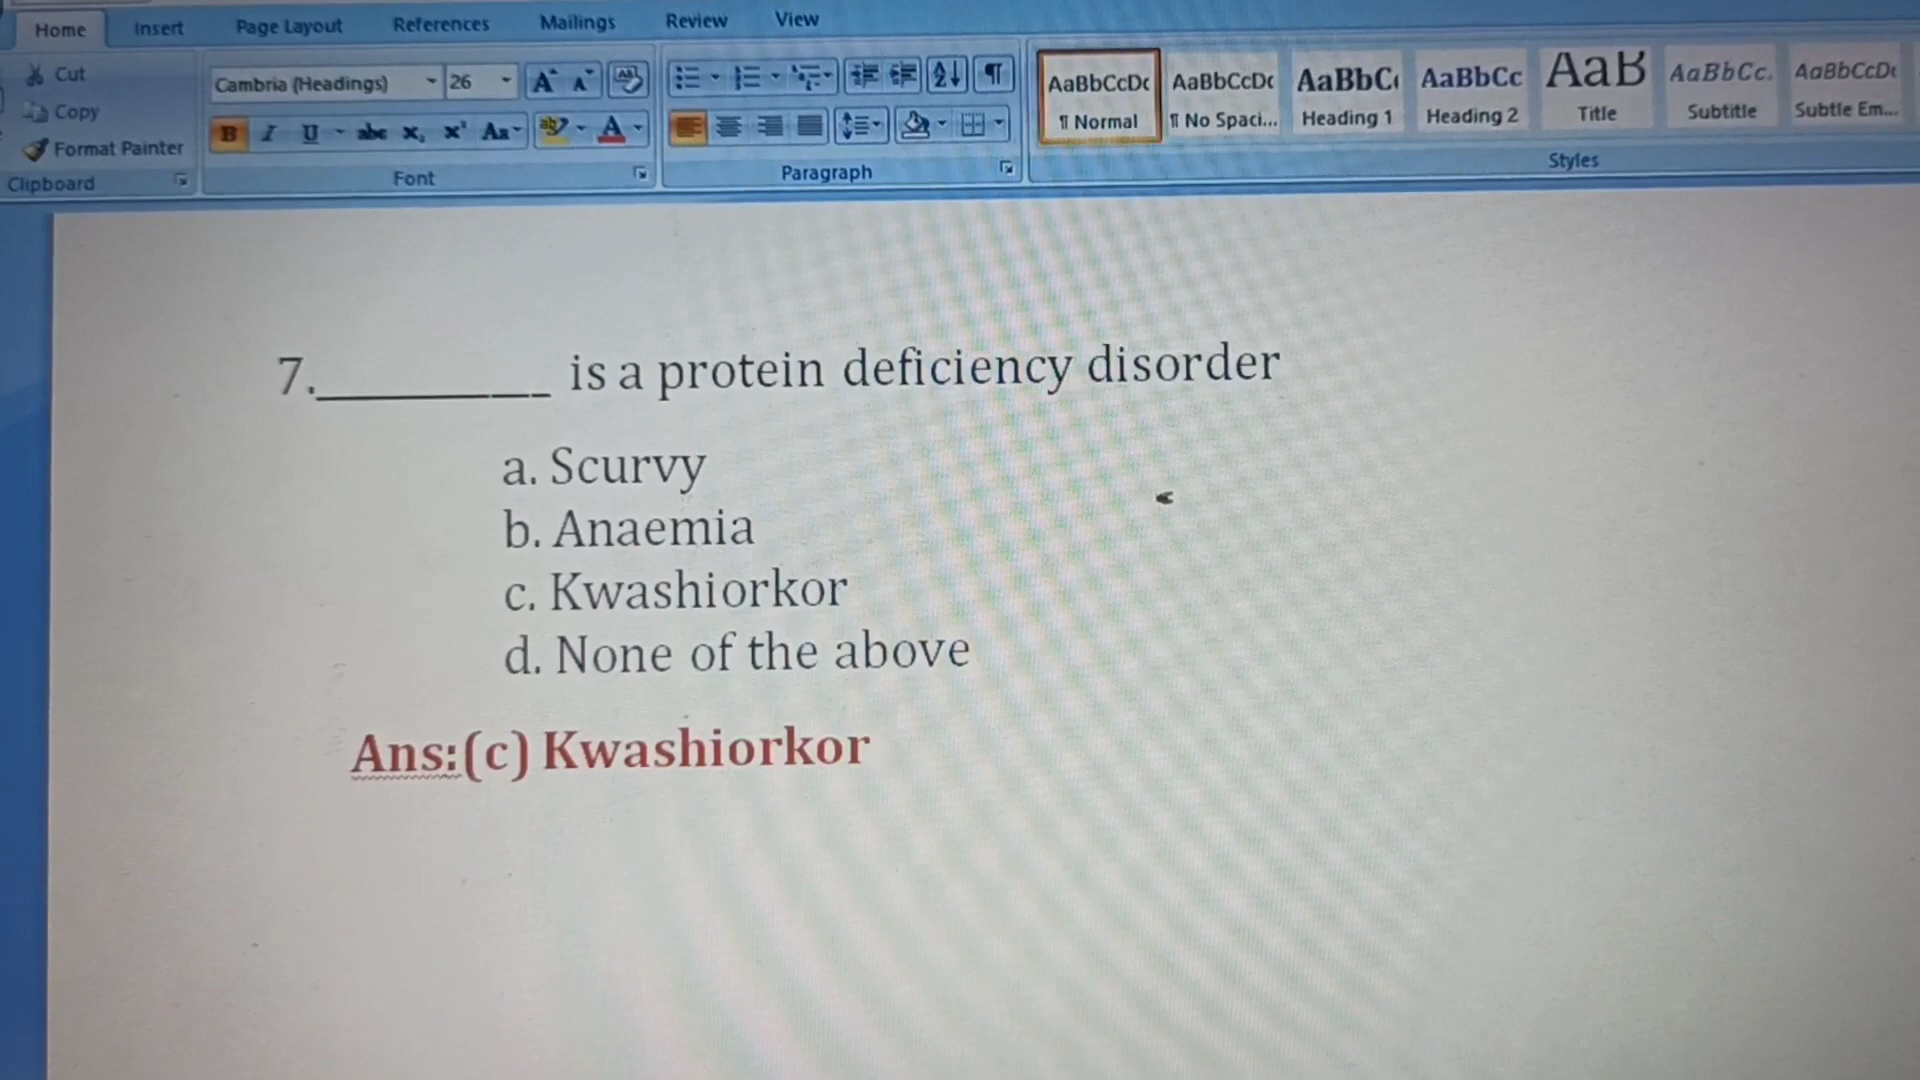 Home Insert Page Layout References Mailings Review View
Cut
Copy
Format Painter
Clipboard
Cambria (Headings) 26
Font
Paragraph
AaBbCcDc AaBbCcDc AaBbC AaBbCc AaB AaBbCc. AaBbCcDc
¶ Normal ¶ No Spaci... Heading 1 Heading 2 Title Subtitle Subtle Em...
Styles
7.__________ is a protein deficiency disorder
a. Scurvy
b. Anaemia
c. Kwashiorkor
d. None of the above
Ans:(c) Kwashiorkor